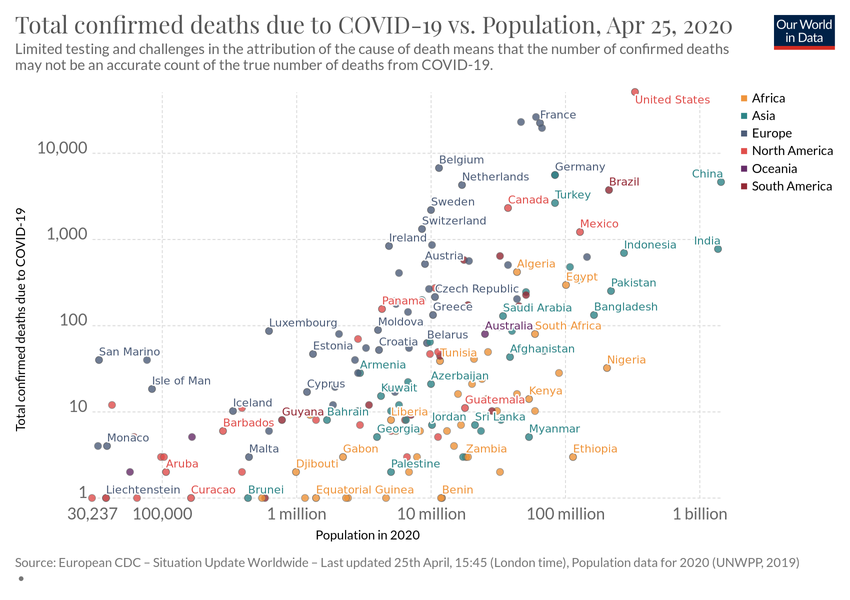 Total confirmed deaths due to COVID-19 vs. Population, Apr 25, 2020
Our World
in Data
Limited testing and challenges in the attribution of the cause of death means that the number of confirmed deaths
may not be an accurate count of the true number of deaths from COVID-19.
United States
Africa
Asia
Europe
North America
Oceania
South America
France
10,000
Belgium
Germany
Netherlands
China
Brazil
Turkey
Canada
Sweden
Switzerland
Mexico
1,000
Ireland
Indonesia
India
Austria
Algeria
Egypt
Czech Republic
Pakistan
Panama
Greece
Saudi Arabia
Bangladesh
100
Luxembourg
Moldova
Australia
South Africa
Belarus
Estonia
Croatia
San Marino
Tunisia
Afghanistan
Armenia
Nigeria
Isle of Man
Cyprus
Kuwait
Azerbaijan
Kenya
Guatemala
Iceland
10
Guyana
Bahrain
Liberia
Barbados
Jordan
Sri Lanka
Georgia
Myanmar
Monaco
Malta
Gabon
Zambia
Ethiopia
Aruba
Djibouti
Palestine
Liechtenstein
Curacao
Brunei
Equatorial Guinea
Benin
1
30,237
100,000
1 million
10 million
100 million
1 billion
Total confirmed deaths due to COVID-19
Population in 2020
Source: European CDC – Situation Update Worldwide – Last updated 25th April, 15:45 (London time), Population data for 2020 (UNWPP, 2019)